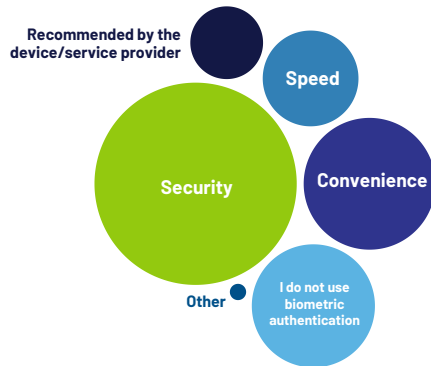 Recommended by the
device/service provider
Speed
Security
Convenience
I do not use
biometric
authentication
Other